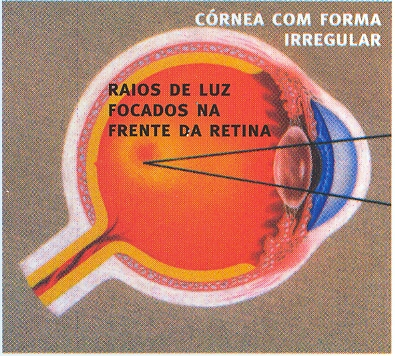 CÓRNEA COM FORMA
IRREGULAR
RAIOS DE LUZ
FOCADOS NA
FRENTE DA RETINA